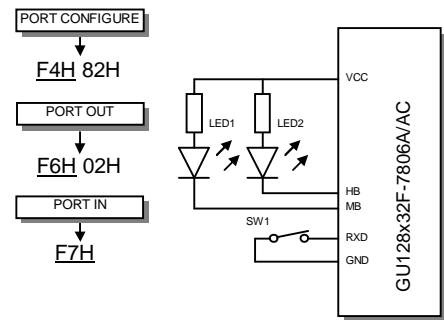 PORT CONFIGURE
F4H 82H
PORT OUT
F6H 02H
PORT IN
F7H
VCC
LED1
LED2
HB
MB
SW1
RXD
GND
GU128x32F-7806A/AC